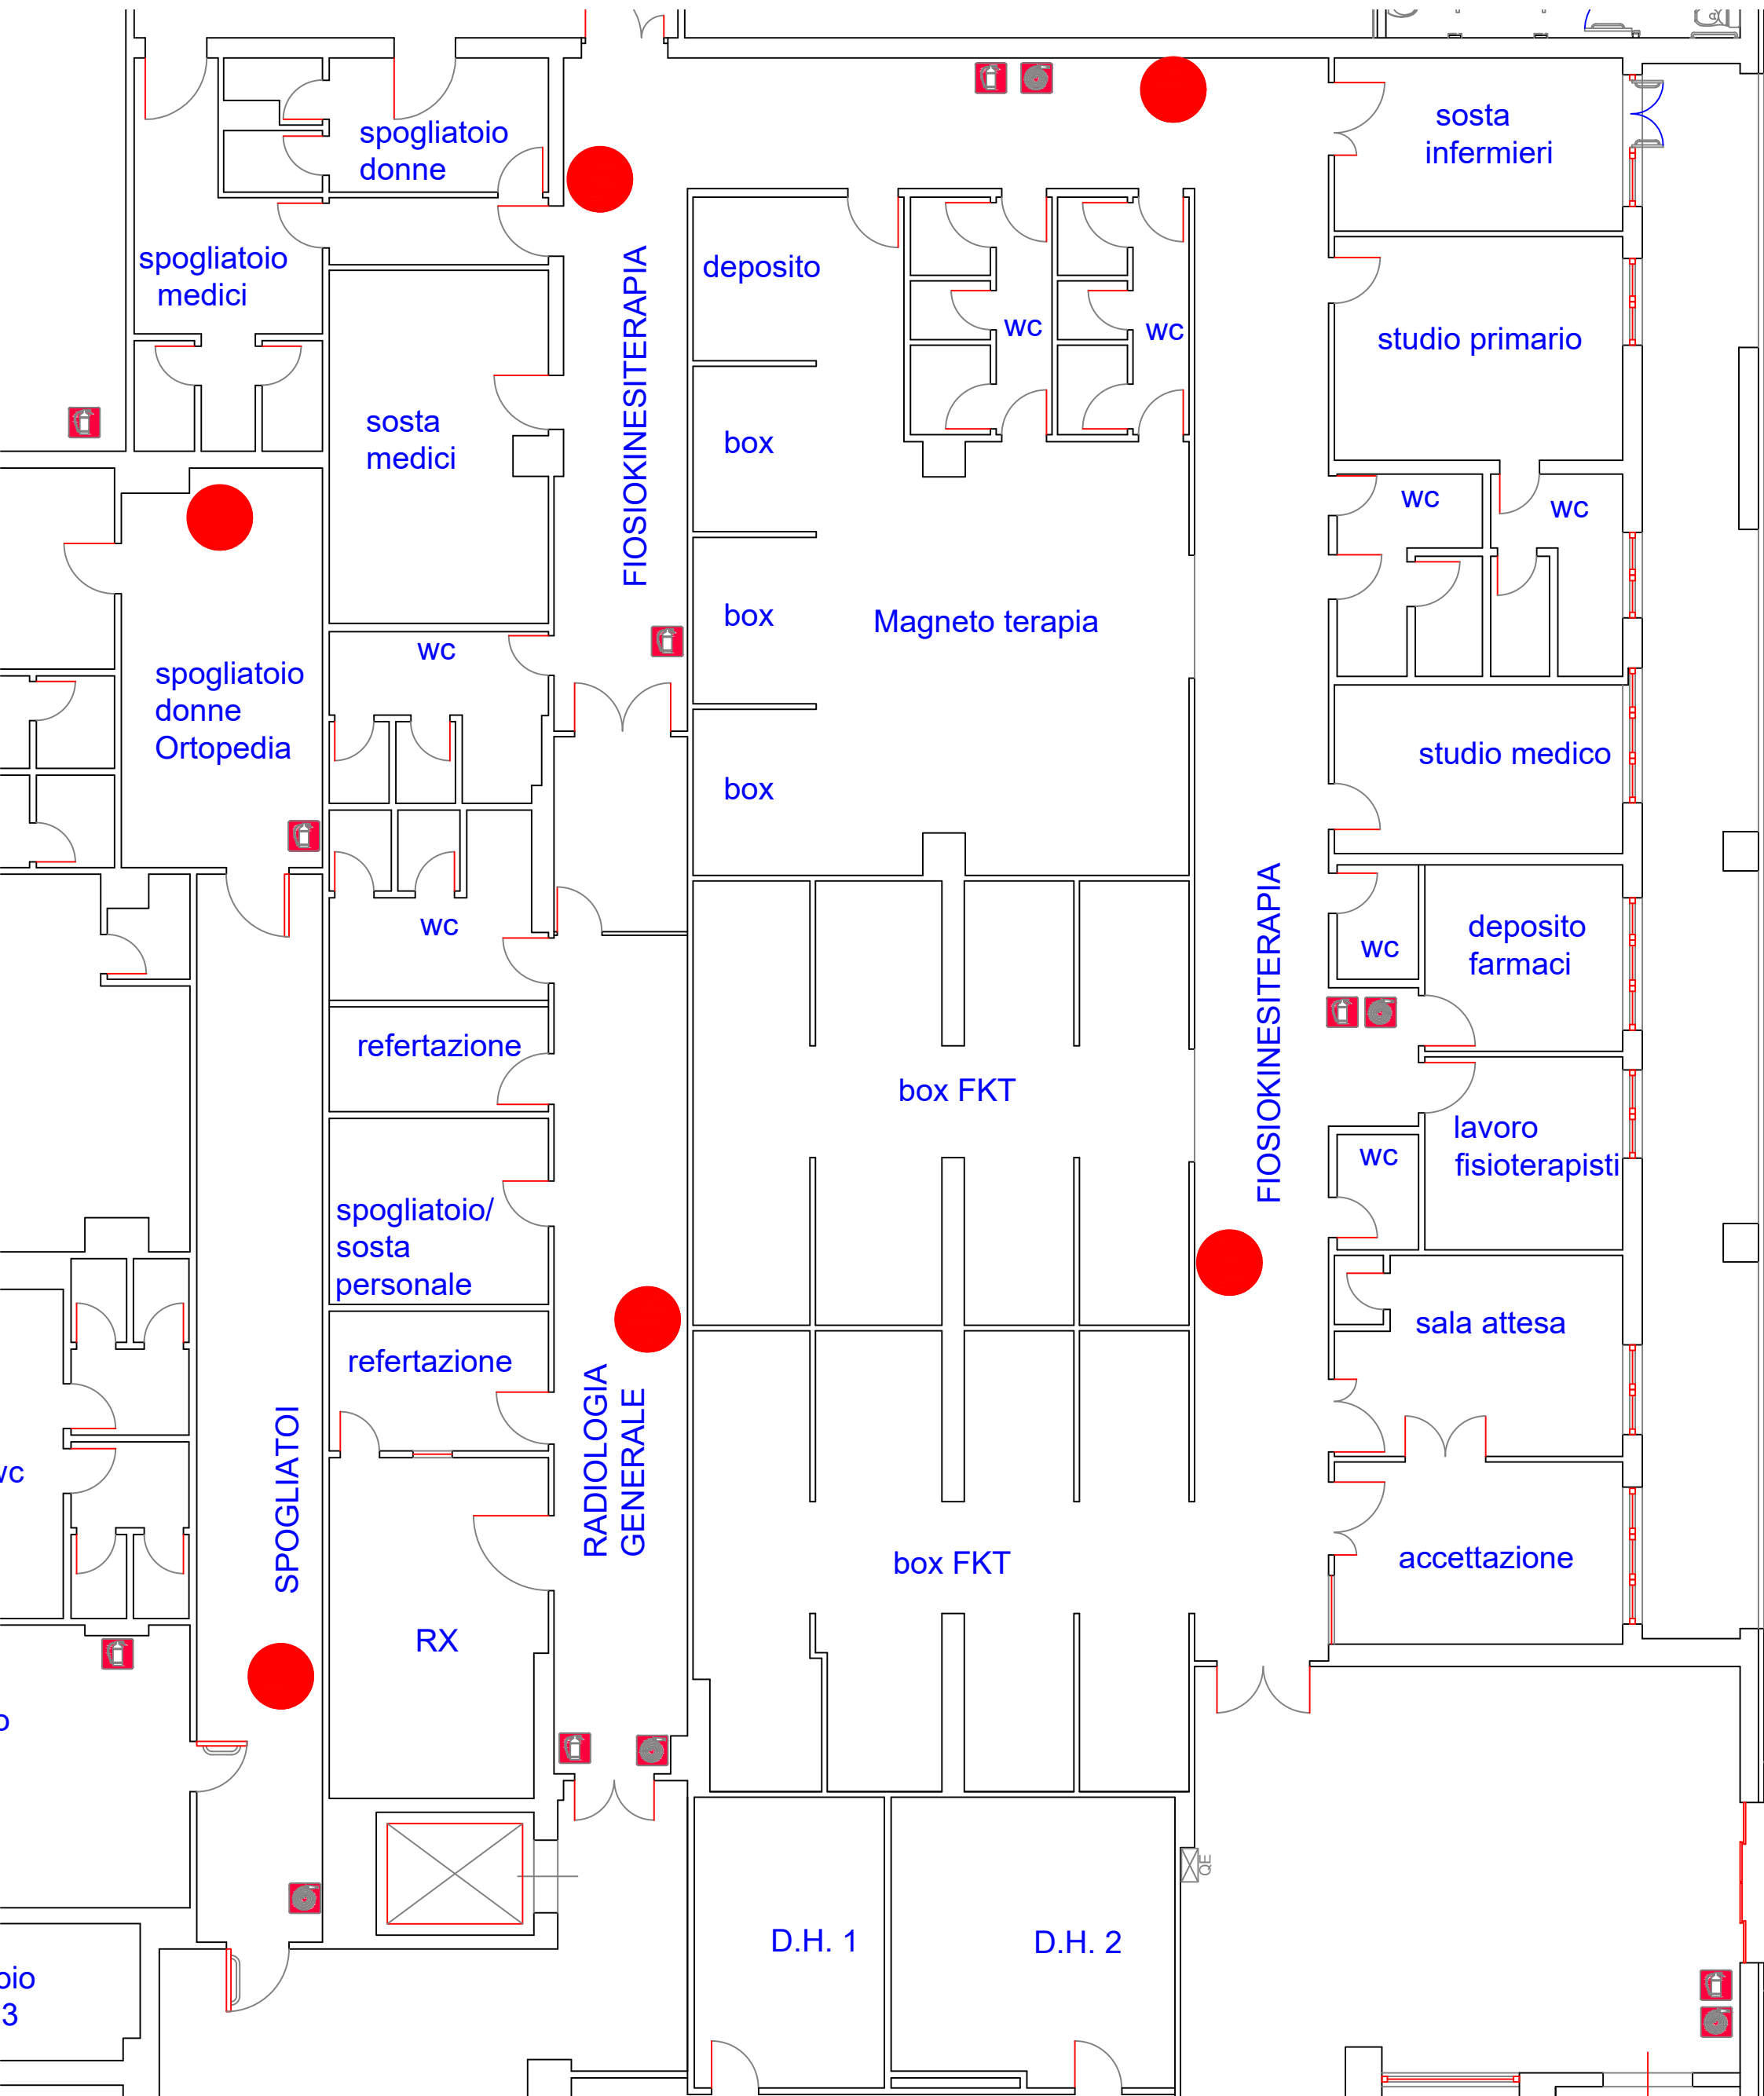 sosta
infermieri
spogliatoio
donne
spogliatoio
medici
deposito
wc
wc
studio primario
FIOSIOKINESITERAPIA
sosta
medici
box
wc
wc
box
Magneto terapia
wc
spogliatoio
donne
Ortopedia
studio medico
box
wc
deposito
farmaci
wc
FIOSIOKINESITERAPIA
refertazione
box FKT
lavoro
fisioterapisti
wc
spogliatoio/
sosta
personale
sala attesa
refertazione
SPOGLIATOI
RADIOLOGIA
GENERALE
box FKT
accettazione
RX
QE
D.H. 1
D.H. 2
3